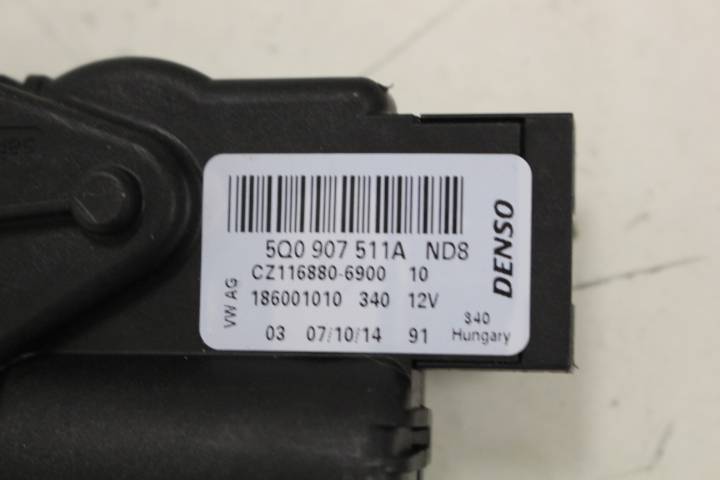 5Q0 907 511A ND8
CZ116880-6900 10
186001010 340 12V
03 07/10/14 91
VW AG
DENSO
340
Hungary